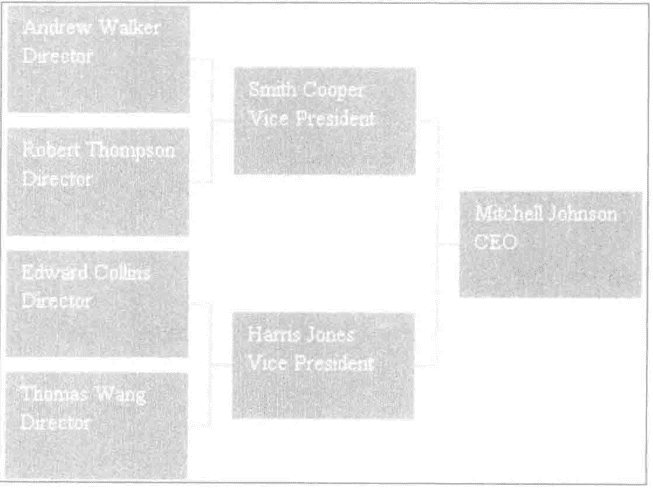 Andrew Walker
Director
Robert Thompson
Director
Edward Collins
Director
Thomas Wang
Director
Smith Cooper
Vice President
Harris Jones
Vice President
Mitchell Johnson
CEO